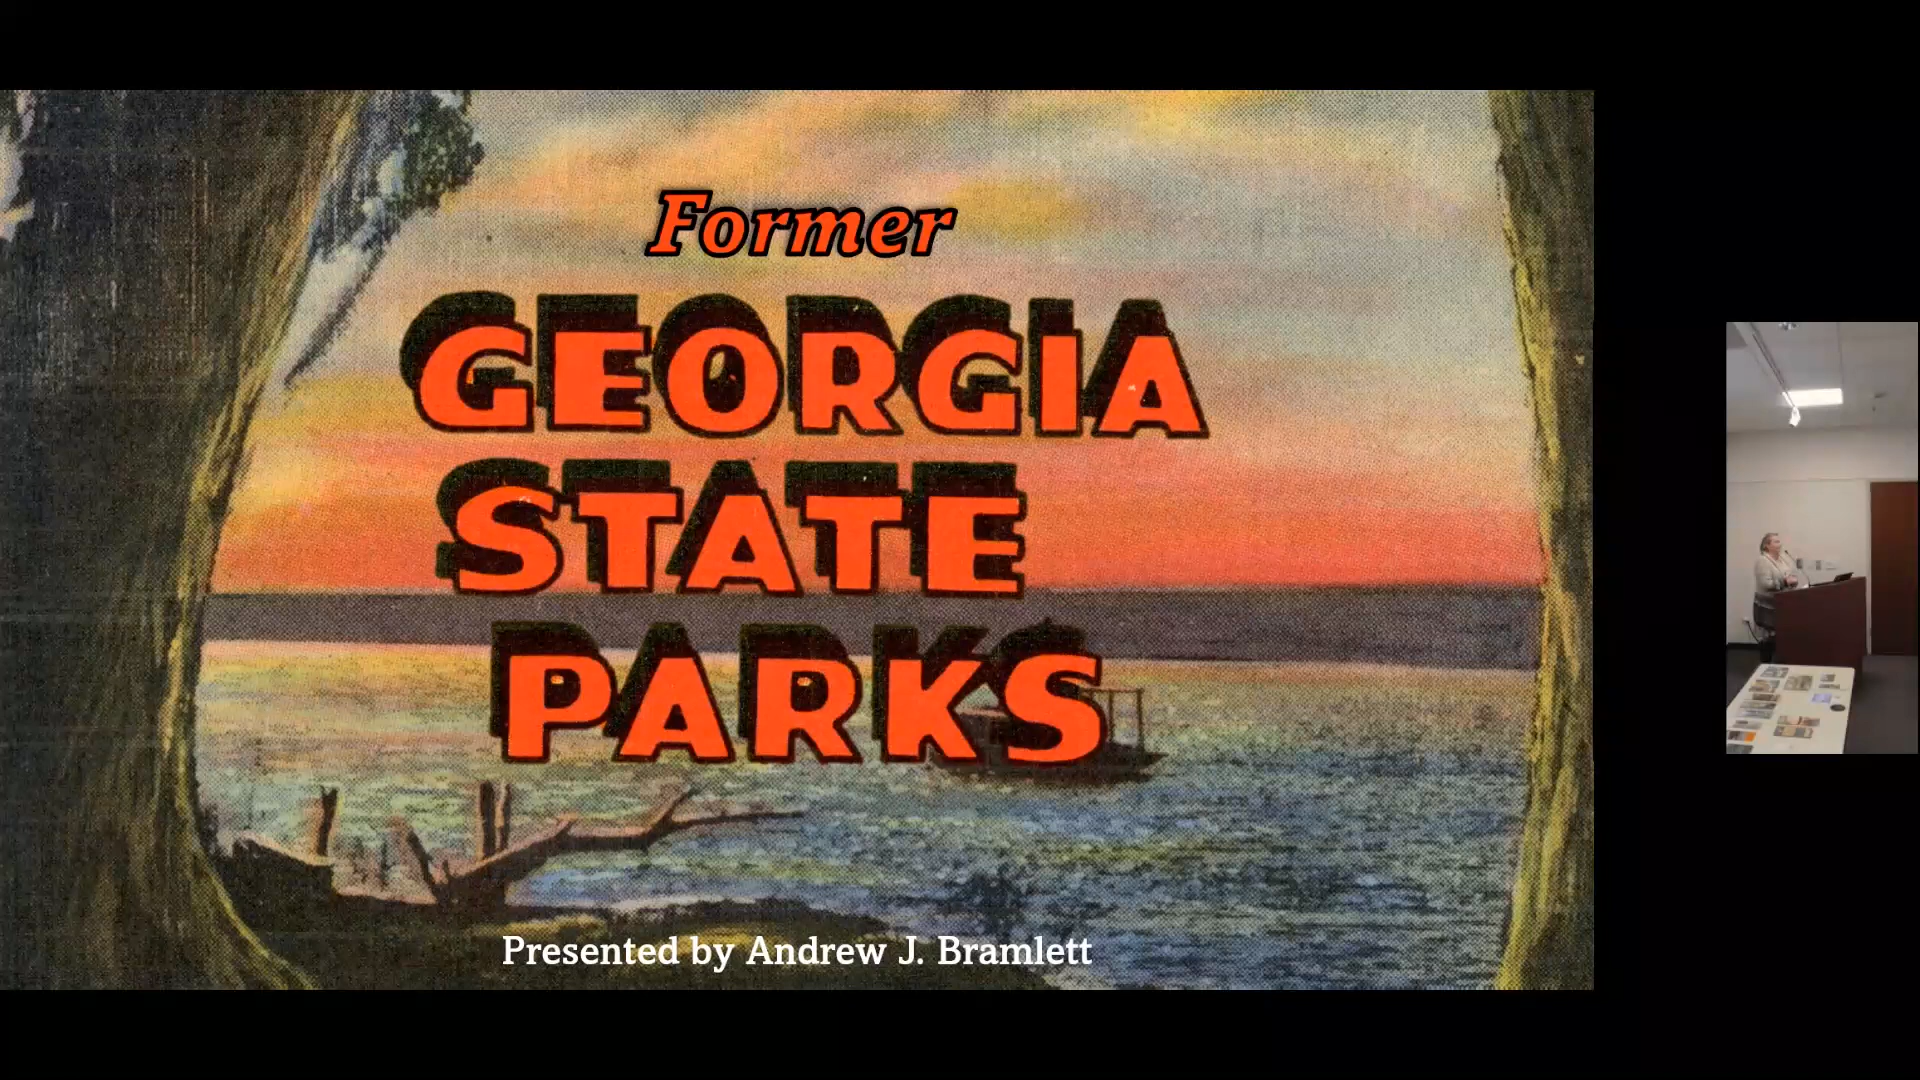 Former
GEORGIA
STATE
PARKS
Presented by Andrew J. Bramlett